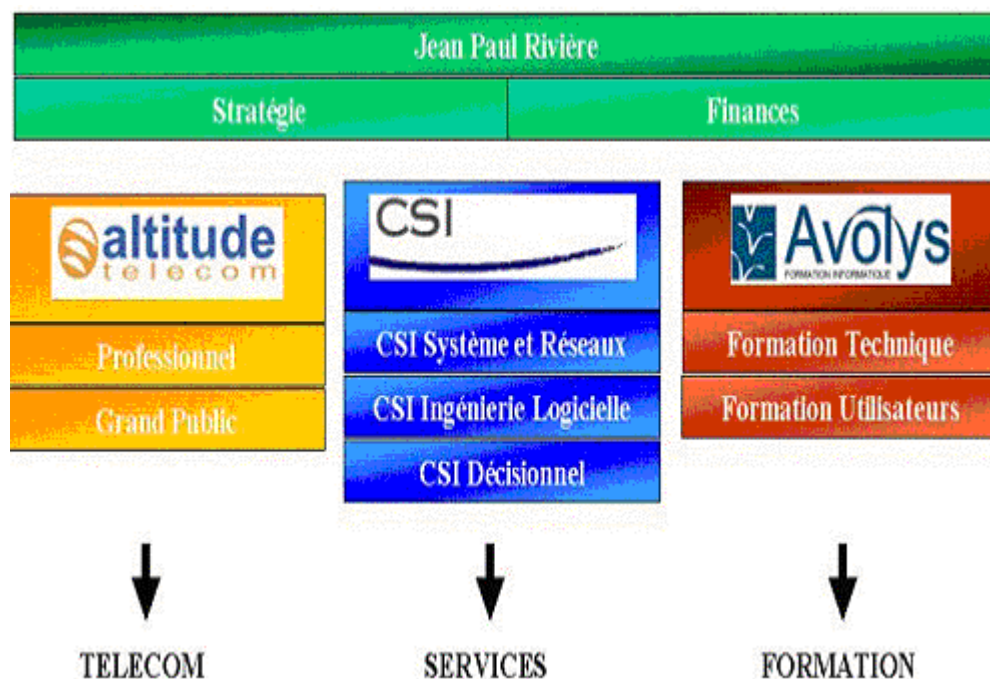 Jean Paul Rivière
Stratégie
Finances
altitude
telecom
Professionnel
Grand Public
CSI
CSI Système et Réseaux
CSI Ingénierie Logicielle
CSI Décisionnel
Avolys
FORMATION INFORMATIQUE
Formation Technique
Formation Utilisateurs
TELECOM
SERVICES
FORMATION